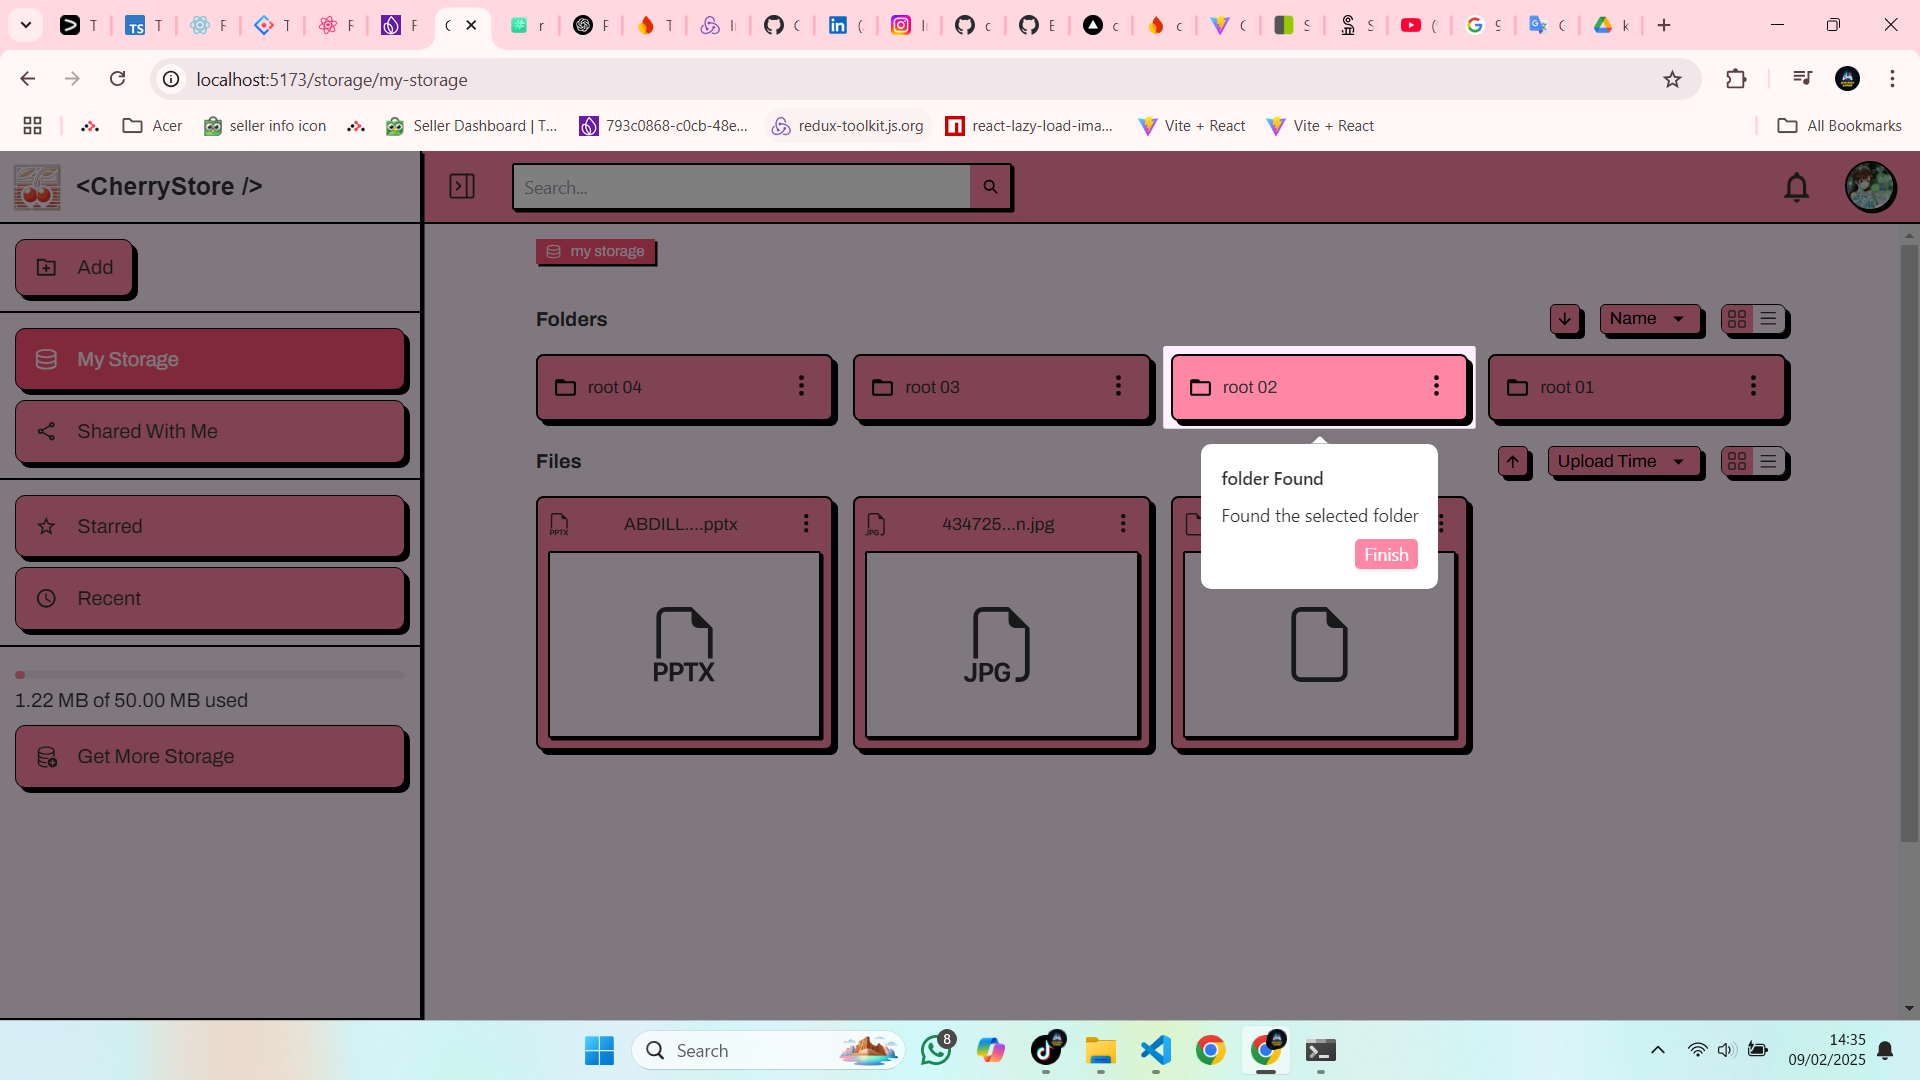 T
T
F
T
F
F
C
r
F
T
I
C
(
I
c
E
c
c
C
S
S
(
9
C
k
localhost:5173/storage/my-storage
Acer
seller info icon
Seller Dashboard | T...
793c0868-c0cb-48e...
redux-toolkit.js.org
react-lazy-load-ima...
Vite + React
Vite + React
All Bookmarks
<CherryStore />
Search...
my storage
Add
Folders
Name
My Storage
root 04
root 03
root 02
root 01
Shared With Me
Files
Upload Time
folder Found
Found the selected folder
Finish
Starred
PPTX
ABDILL....pptx
JPG
434725...n.jpg
Recent
PPTX
JPG
1.22 MB of 50.00 MB used
Get More Storage
Search
8
14:35
09/02/2025